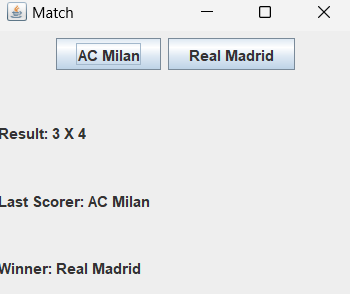 Match
AC Milan Real Madrid
Result: 3 X 4
Last Scorer: AC Milan
Winner: Real Madrid